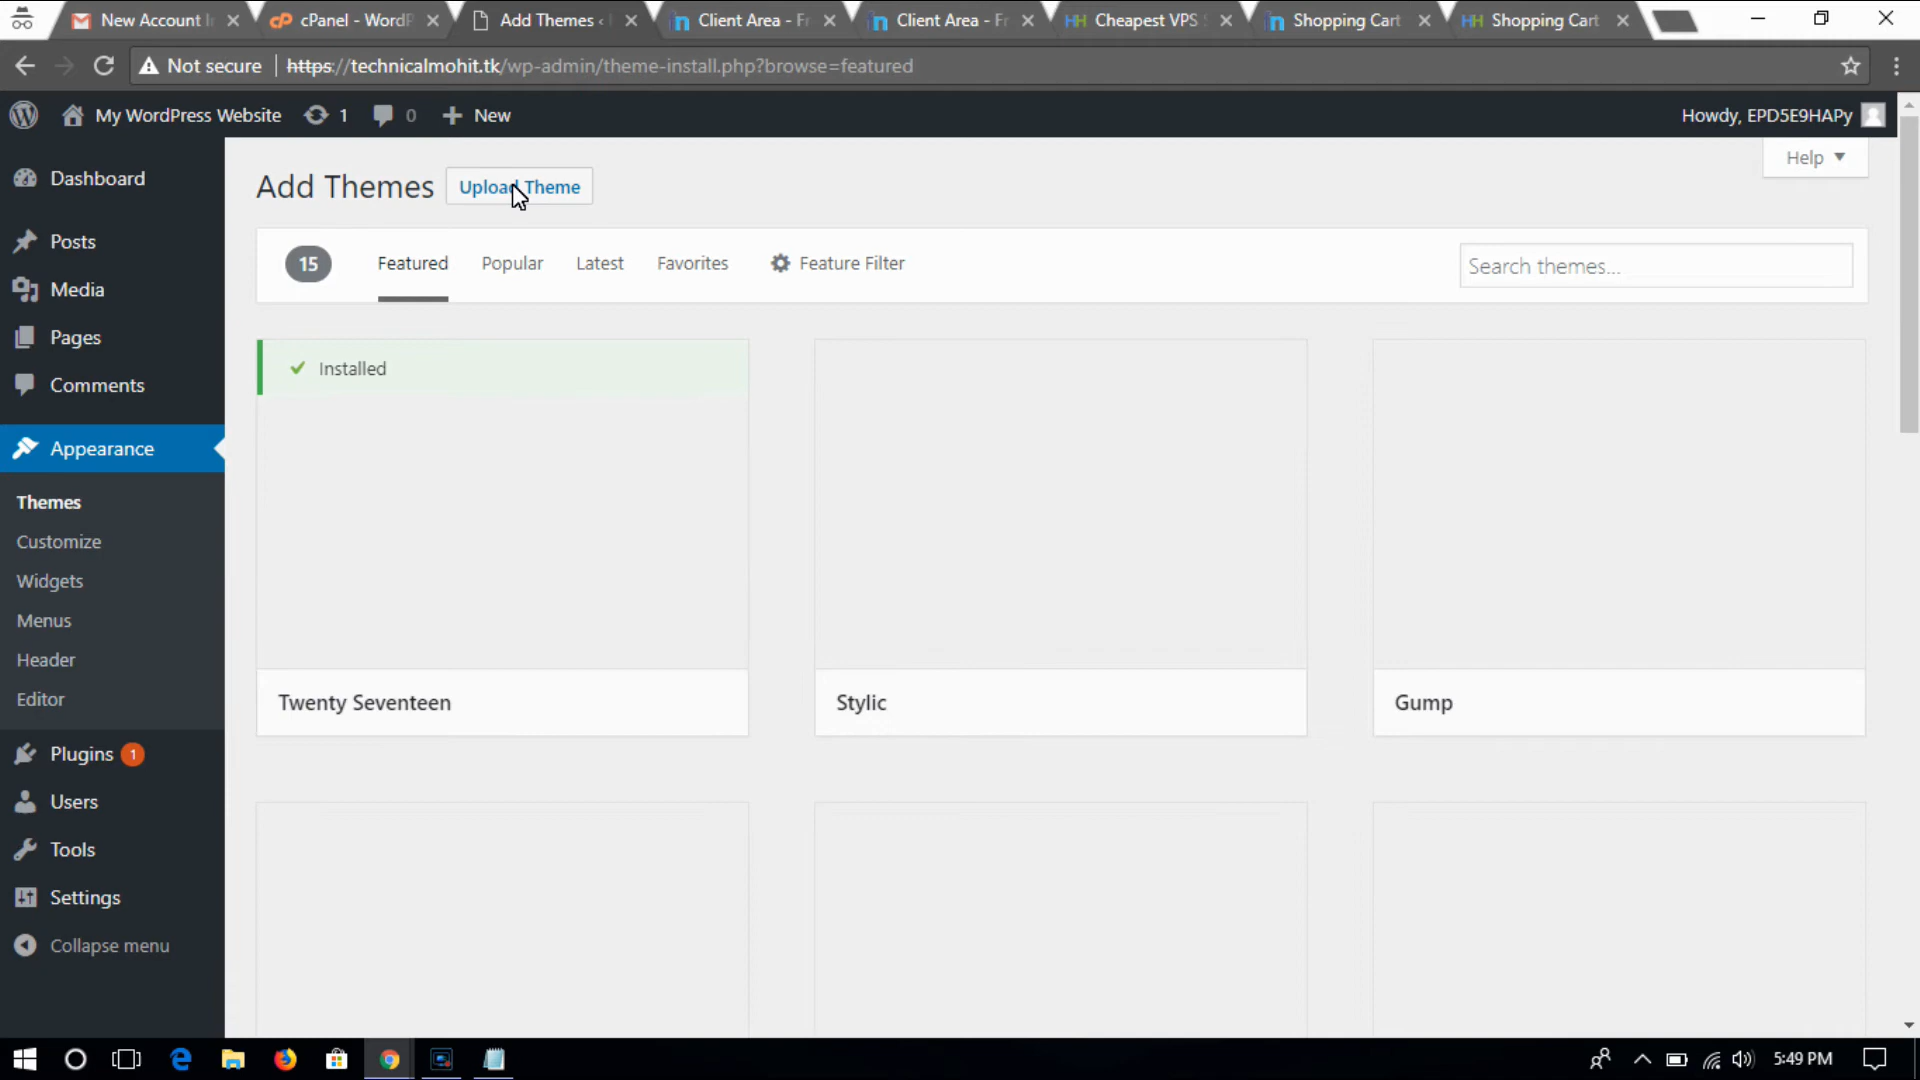 New Account I
cPanel - WordP
Add Themes ‹
Client Area - Fr
Client Area - Fr
Cheapest VPS S
Shopping Cart
Shopping Cart
Not secure
https://technicalmohit.tk/wp-admin/theme-install.php?browse=featured
My WordPress Website
1
0
New
Howdy, EPD5E9HAPy
Dashboard
Posts
Media
Pages
Comments
Appearance
Themes
Customize
Widgets
Menus
Header
Editor
Plugins 1
Users
Tools
Settings
Collapse menu
Help
Add Themes
Upload Theme
15
Featured
Popular
Latest
Favorites
Feature Filter
Search themes...
Installed
Twenty Seventeen
Stylic
Gump
5:49 PM